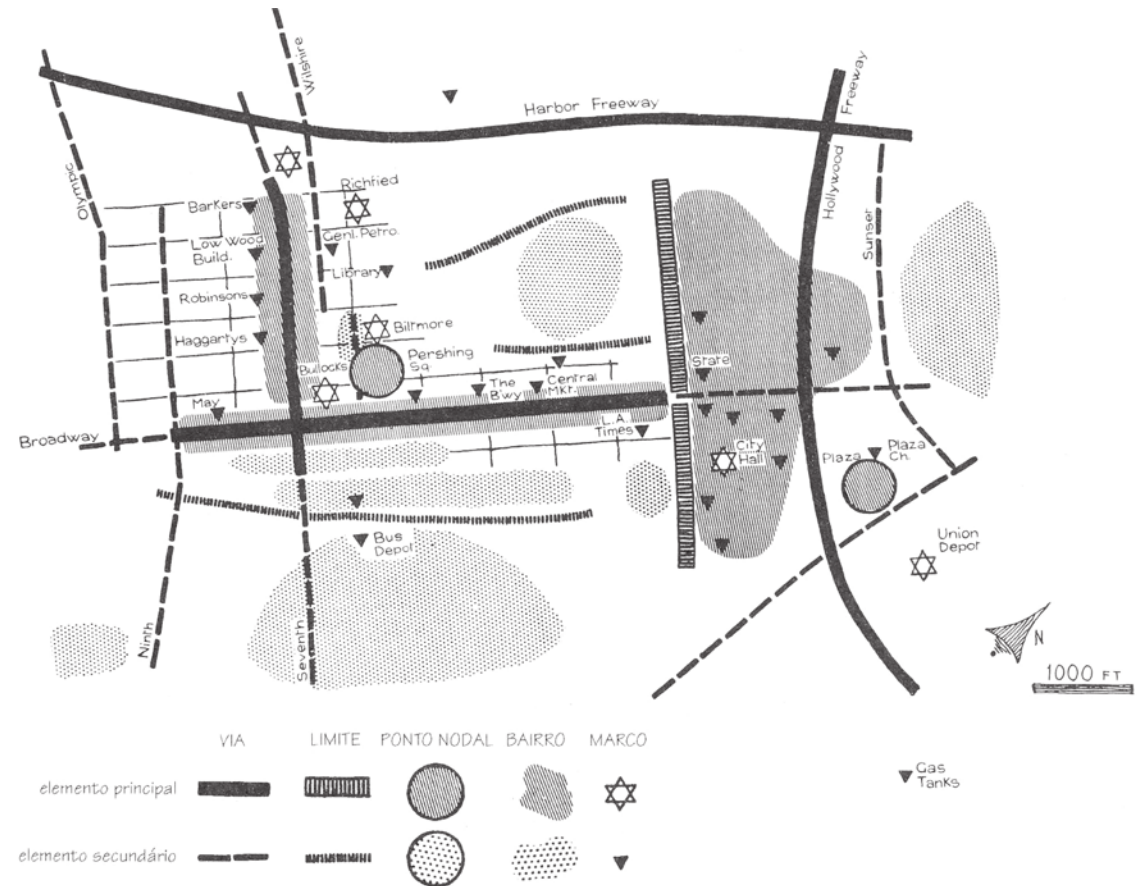 Wilshire
Harbor Freeway
Freeway
Hollywood
Olympic
Sunser
Richfied
Barkers
Genl. Petro.
Low Wood
Build.
Library
Robinsons
Biltmore
Haggartys
Pershing
Sq.
Bullocks
State
The
B'wy
Central
Mkt.
May
Broadway
L.A.
Times
City
Hall
Plaza
Plaza
Ch.
Bus
Depot
Union
Depot
Ninth
Seventh
N
1000 FT
VIA LIMITE PONTO NODAL BAIRRO MARCO
elemento principal
elemento secundário
Gas
Tanks